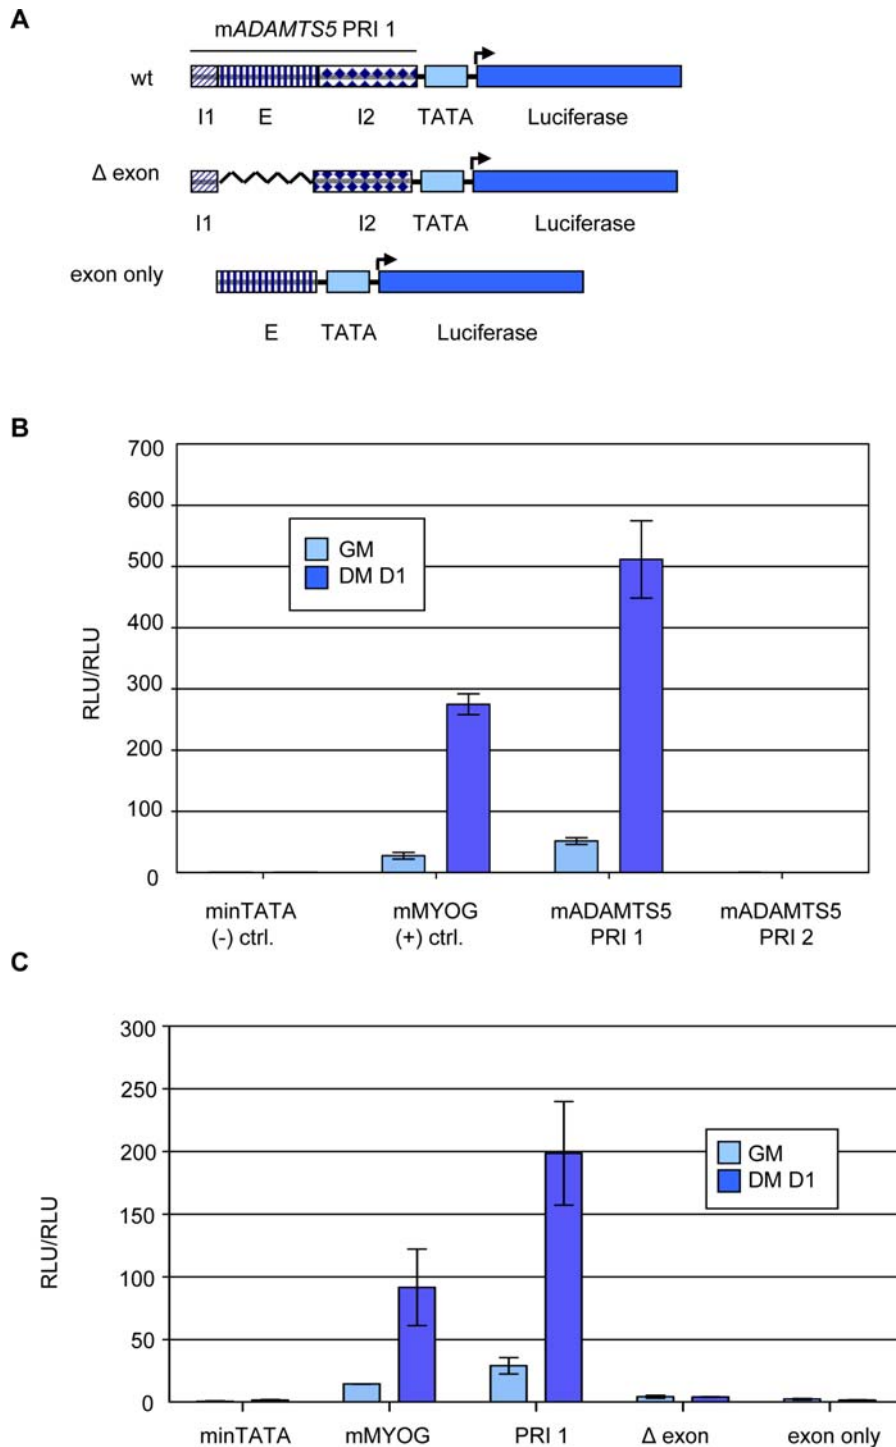 A
mADAMTS5 PRI 1
wt
I1 E I2 TATA Luciferase
Δ exon
I1 I2 TATA Luciferase
exon only
E TATA Luciferase
B
700
600
500
400
300
200
100
0
RLU/RLU
GM
DM D1
minTATA
(-) ctrl.
mMYOG
(+) ctrl.
mADAMTS5
PRI 1
mADAMTS5
PRI 2
C
300
250
200
150
100
50
0
RLU/RLU
GM
DM D1
minTATA mMYOG PRI 1 Δ exon exon only